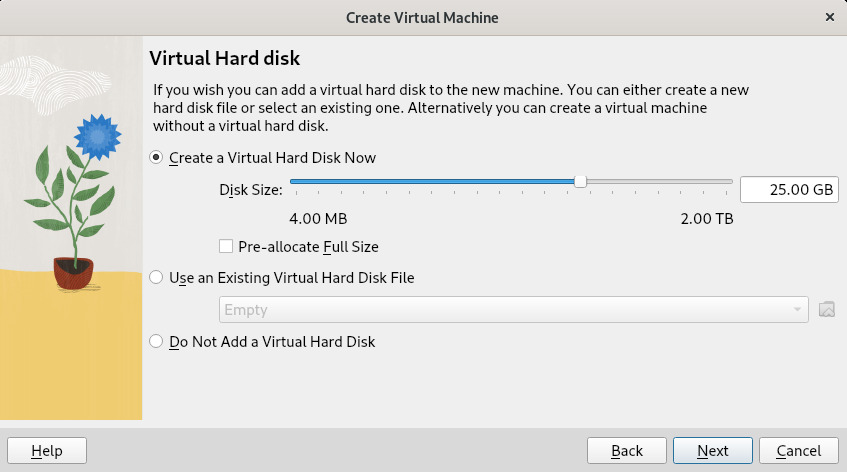 Create Virtual Machine
Virtual Hard disk
If you wish you can add a virtual hard disk to the new machine. You can either create a new
hard disk file or select an existing one. Alternatively you can create a virtual machine
without a virtual hard disk.
Create a Virtual Hard Disk Now
Disk Size: 25.00 GB
4.00 MB 2.00 TB
Pre-allocate Full Size
Use an Existing Virtual Hard Disk File
Empty
Do Not Add a Virtual Hard Disk
Help Back Next Cancel